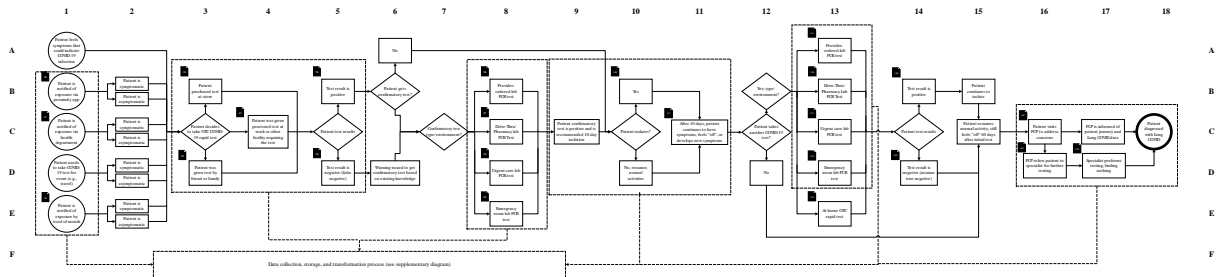 1 2 3 4 5 6 7 8 9 10 11 12 13 14 15 16 17 18
A
B
C
D
E
F
Patient feels
symptoms that
could indicate
COVID-19
infection
Patient is notified
of exposure via
proximity app
Patient is
notified of
exposure via
health
department
Patient needs
to take COVID-
19 test for
event (e.g.,
travel)
Patient is
notified of
exposure by
word of mouth
Patient is
symptomatic
Patient is
asymptomatic
Patient is
symptomatic
Patient is
asymptomatic
Patient is
symptomatic
Patient is
asymptomatic
Patient is
symptomatic
Patient is
asymptomatic
Patient
purchased test
at store
Patient decides
to take OTC COVID-
19 rapid test
Patient was
given test by
friend or family
Patient was given
proctored test at
work or other
facility requiring
the test
Test result is
positive
Patient test results
Test result is
negative (false
negative)
No
Patient gets
confirmatory test?
Warning issued to get
confirmatory test based
on existing knowledge
Confirmatory test
type/environment?
Provider-
ordered lab
PCR test
Drive-Thru/
Pharmacy lab
PCR Test
Urgent care lab
PCR test
Emergency
room lab PCR
test
Patient confirmatory
test is positive and is
recommended 10-day
isolation
Yes
Patient isolates?
No, resumes
normal activities
After 10 days, patient
continues to have
symptoms, feels "off", or
develops new symptoms
Yes, type/
environment?
Patient takes
another COVID-19
test?
No
Provider-
ordered lab
PCR test
Drive-Thru/
Pharmacy Lab
PCR test
Urgent care lab
PCR test
Emergency
room lab PCR
test
At-home OTC
rapid test
Test result is
positive
Patient test results
Test result is
negative (assume
true negative)
Patient
continues to
isolate
Patient resumes
normal activity, still
feels "off" 60 days
after initial test
Patient visits
PCP to address
concerns
PCP refers patient
to specialist for further
testing
PCP is informed of
patient journey and
long COVID data
Specialist performs
testing, finding
nothing
Patient
diagnosed
with long
COVID
Data collection, storage, and transformation process (see supplementary diagram)